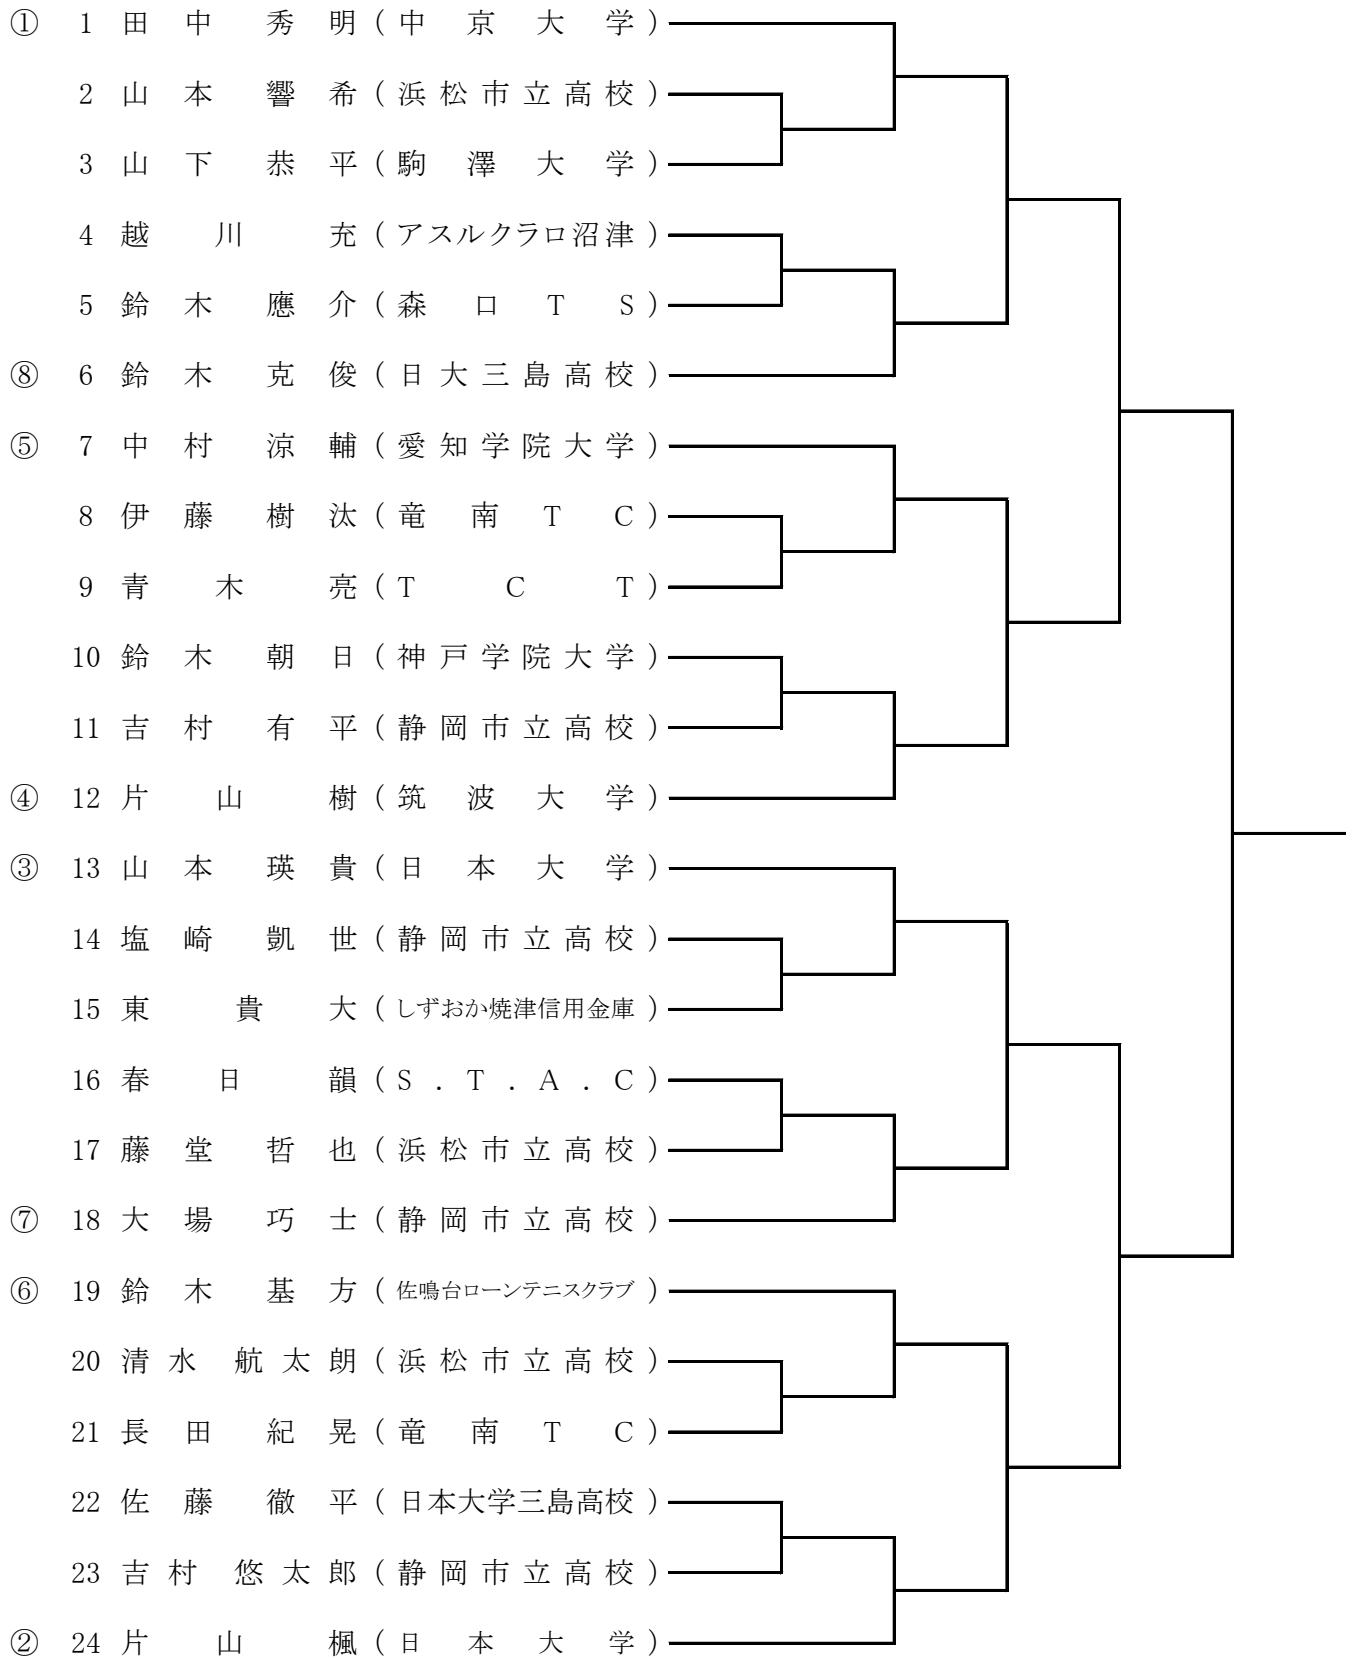 ① 1 田中 秀明 (中京大学)
2 山本 響希 (浜松市立高校)
3 山下 恭平 (駒澤大学)
4 越川 充 (アスルクラロ沼津)
5 鈴木 應介 (森口TS)
⑧ 6 鈴木 克俊 (日大三島高校)
⑤ 7 中村 涼輔 (愛知学院大学)
8 伊藤 樹汰 (竜南TC)
9 青木 亮 (TCT)
10 鈴木 朝日 (神戸学院大学)
11 吉村 有平 (静岡市立高校)
④ 12 片山 樹 (筑波大学)
③ 13 山本 瑛貴 (日本大学)
14 塩崎 凱世 (静岡市立高校)
15 東 貴大 (しずおか焼津信用金庫)
16 春日 韻 (S.T.A.C)
17 藤堂 哲也 (浜松市立高校)
⑦ 18 大場 巧士 (静岡市立高校)
⑥ 19 鈴木 基方 (佐鳴台ローンテニスクラブ)
20 清水 航太朗 (浜松市立高校)
21 長田 紀晃 (竜南TC)
22 佐藤 徹平 (日本大学三島高校)
23 吉村 悠太郎 (静岡市立高校)
② 24 片山 楓 (日本大学)